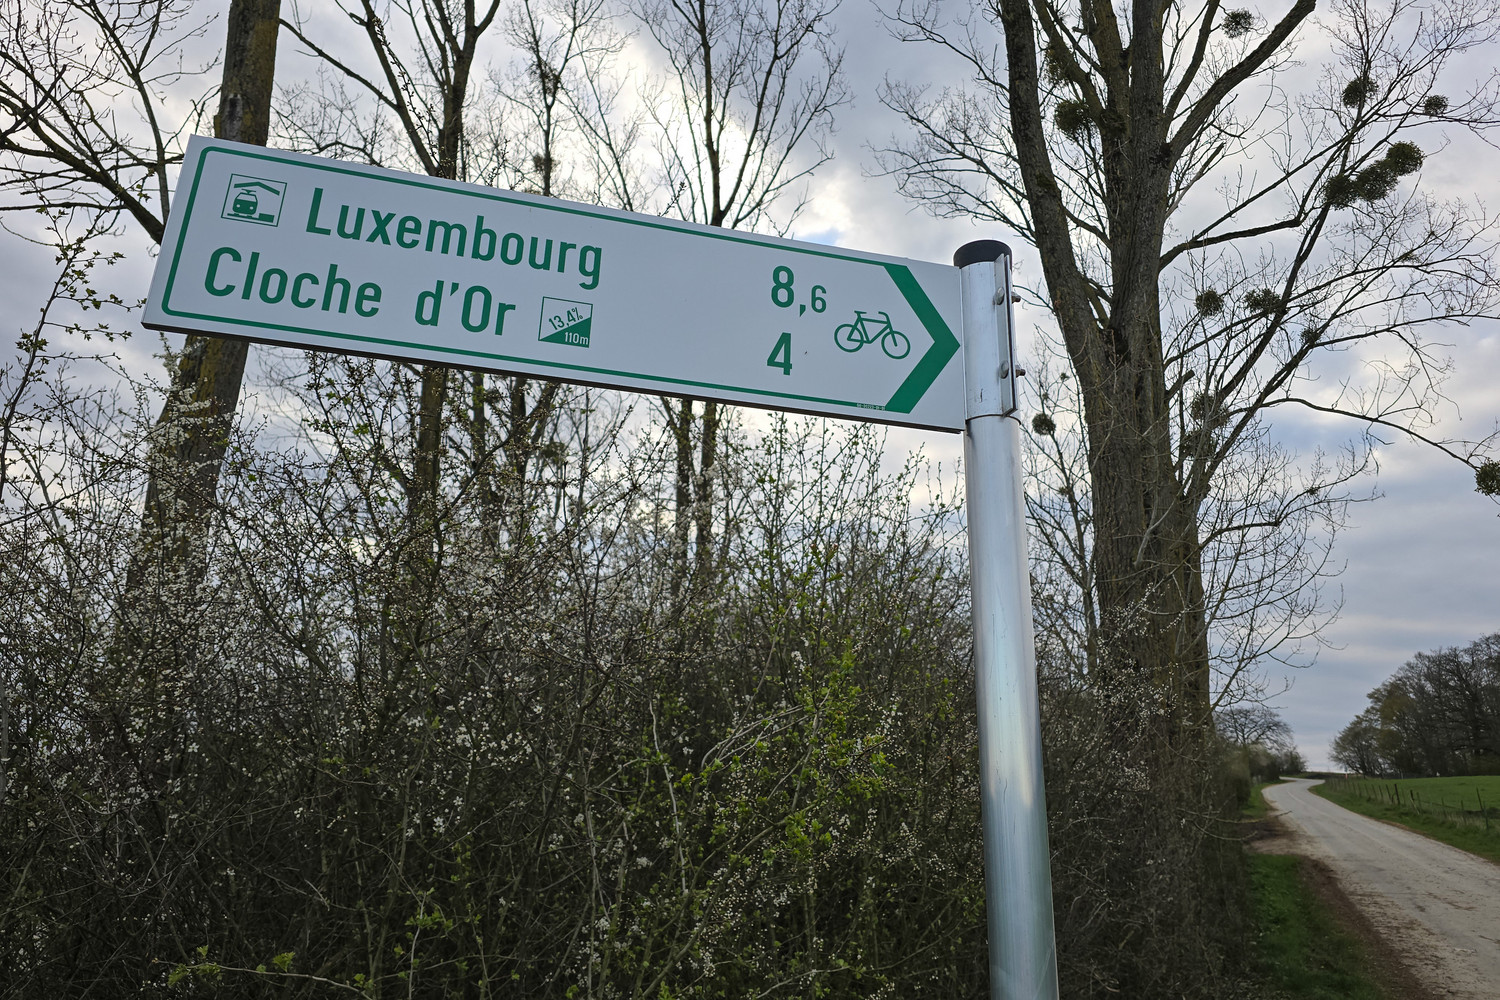 Luxembourg 8,6
Cloche d'Or 13,4% 110m 4